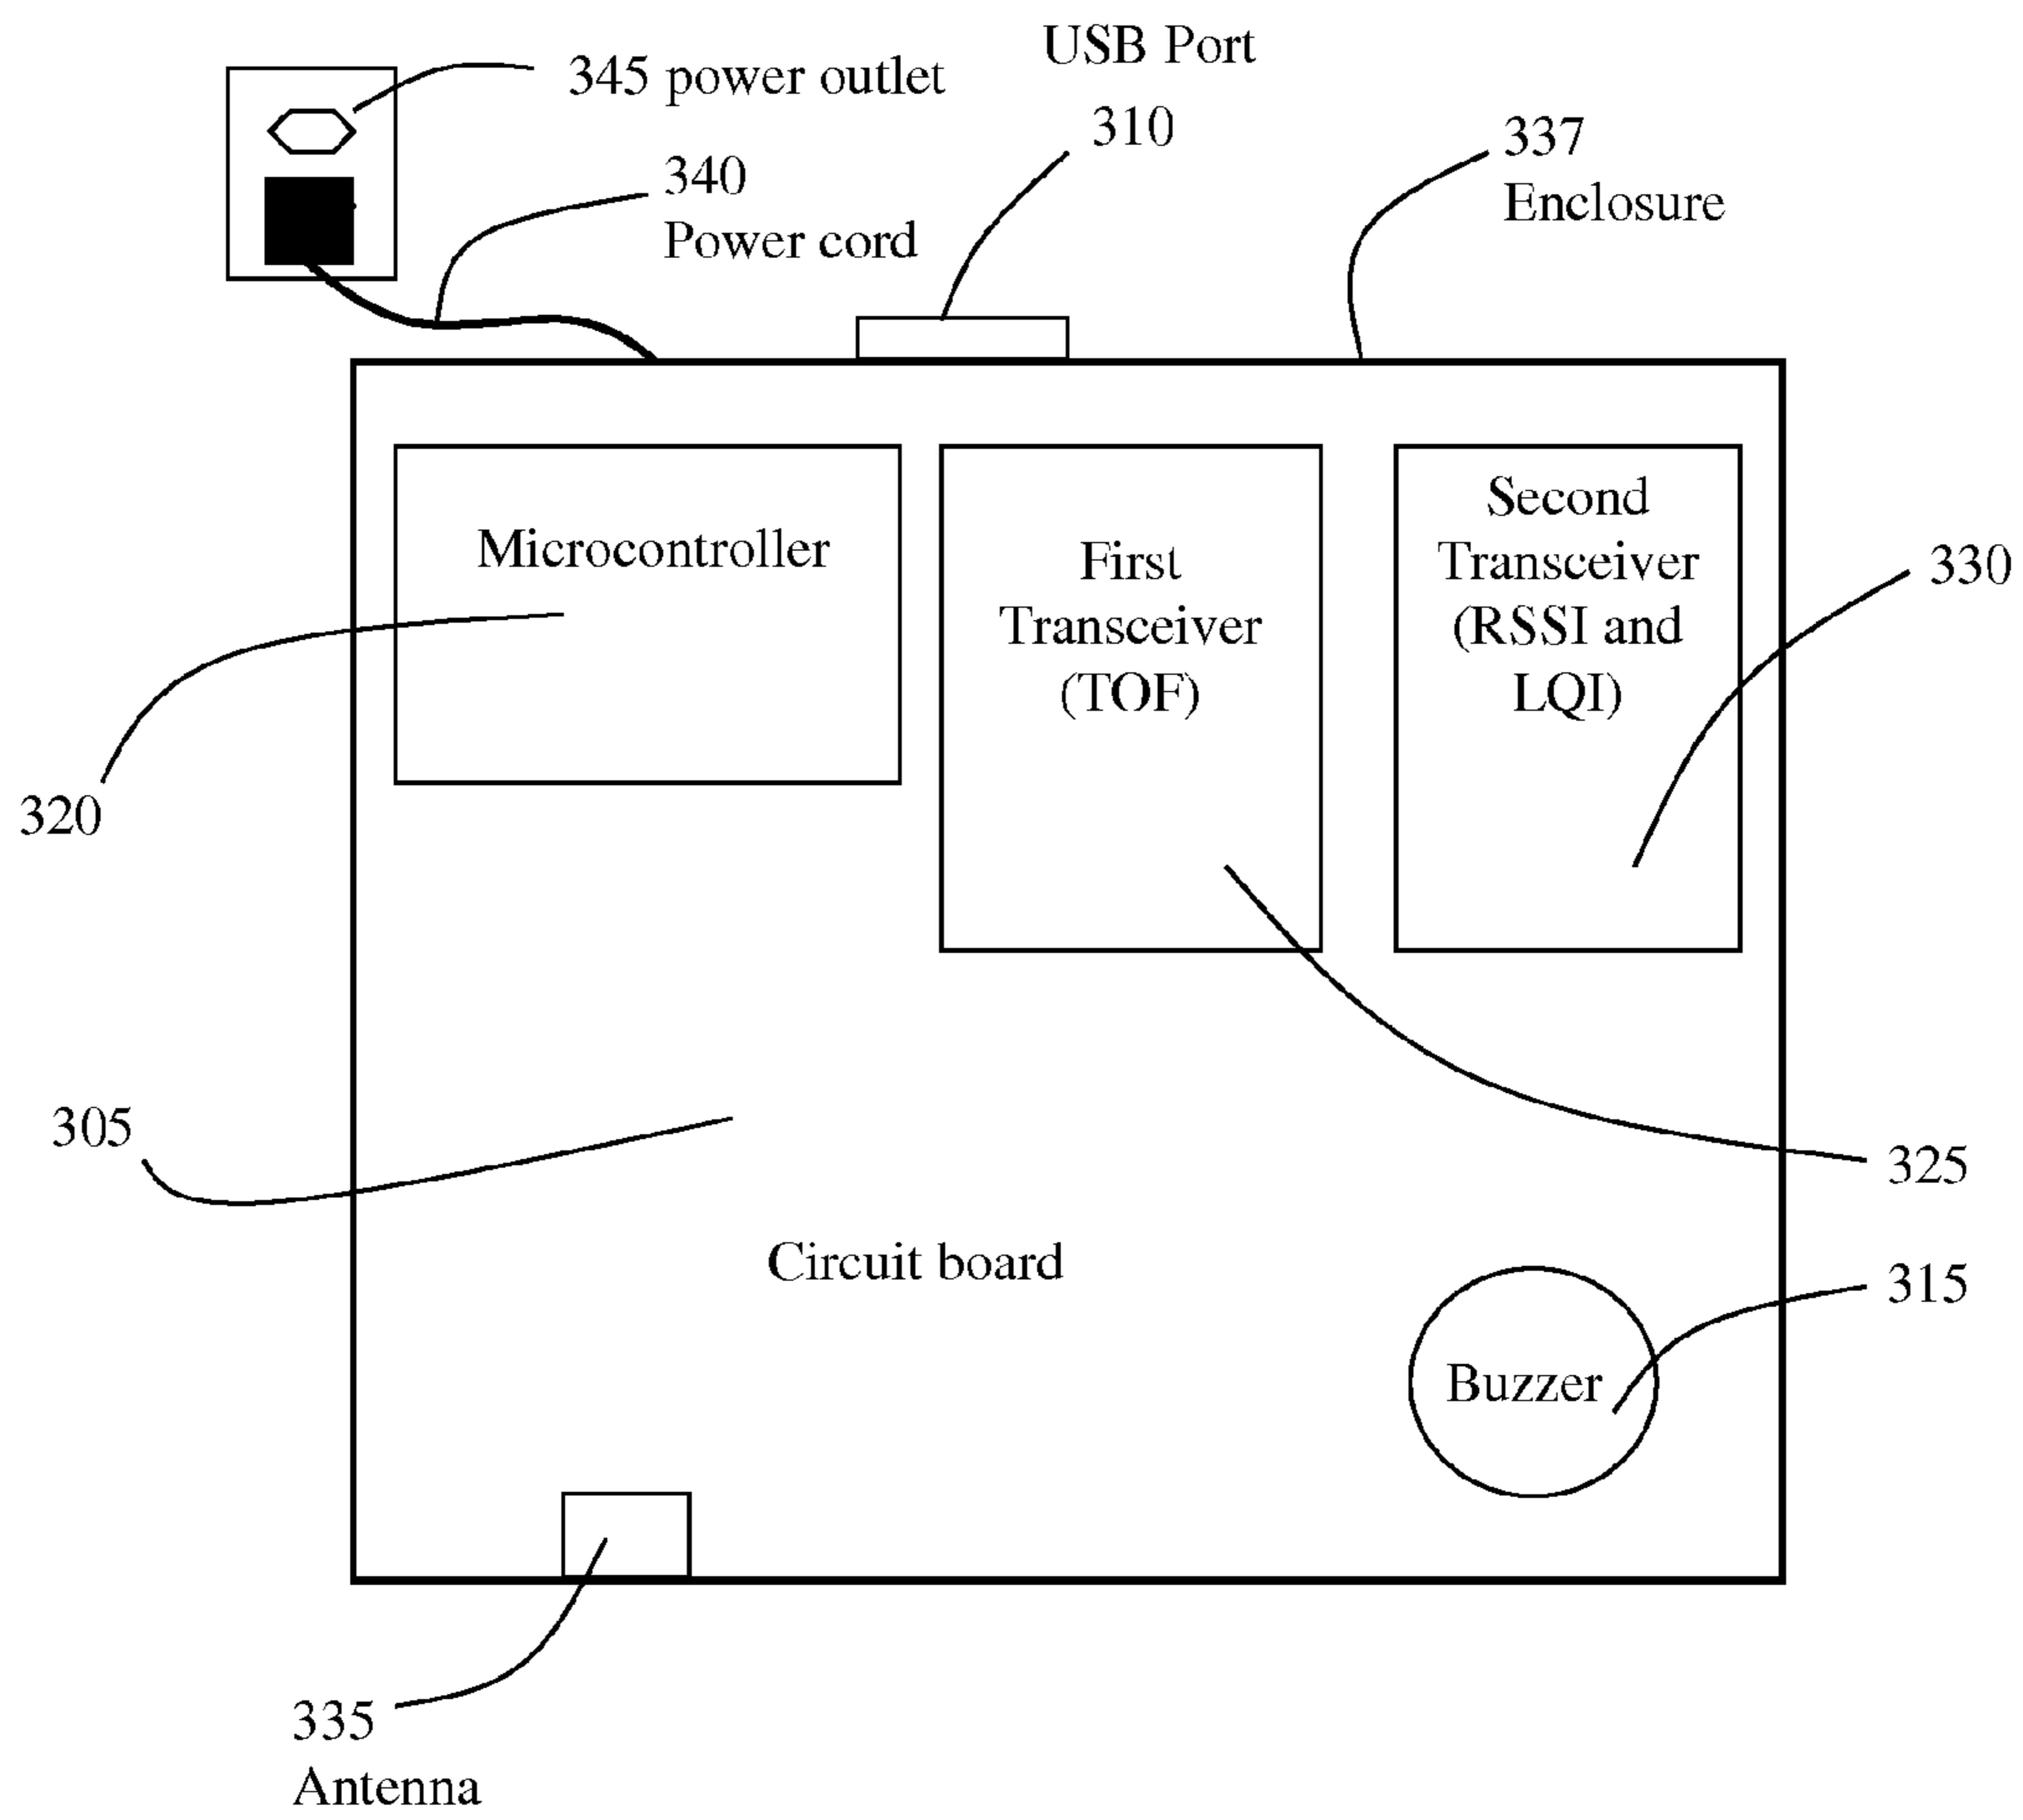 USB Port
310
345 power outlet
340
Power cord
337
Enclosure
Microcontroller
First
Transceiver
(TOF)
Second
Transceiver
(RSSI and
LQI)
330
320
305
325
Circuit board
315
Buzzer
335
Antenna